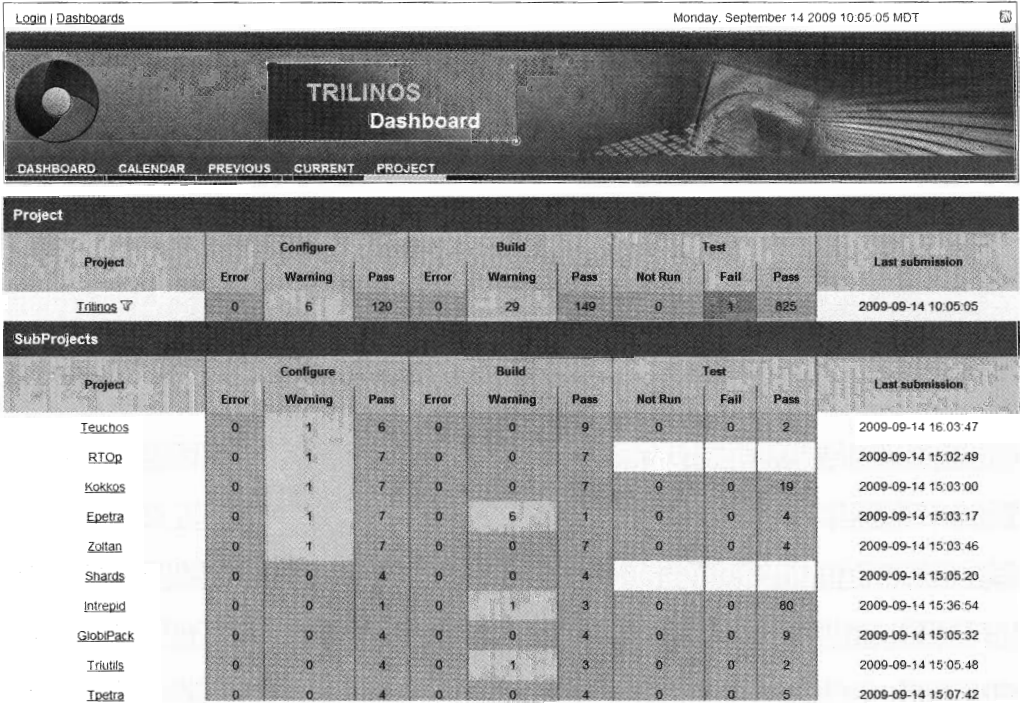 Login | Dashboards Monday, September 14 2009 10:05:05 MDT
TRILINOS
Dashboard
DASHBOARD CALENDAR PREVIOUS CURRENT PROJECT
Project
Project Configure Build Test Last submission
Error Warning Pass Error Warning Pass Not Run Fail Pass
Trilinos 0 6 120 0 29 149 0 1 825 2009-09-14 10:05:05
SubProjects
Project Configure Build Test Last submission
Error Warning Pass Error Warning Pass Not Run Fail Pass
Teuchos 0 1 6 0 0 9 0 0 2 2009-09-14 16:03:47
RTOp 0 1 7 0 0 7 2009-09-14 15:02:49
Kokkos 0 1 7 0 0 7 0 0 19 2009-09-14 15:03:00
Epetra 0 1 7 0 6 1 0 0 4 2009-09-14 15:03:17
Zoltan 0 1 7 0 0 7 0 0 4 2009-09-14 15:03:46
Shards 0 0 4 0 0 4 2009-09-14 15:05:20
Intrepid 0 0 1 0 1 3 0 0 80 2009-09-14 15:36:54
GlobiPack 0 0 4 0 0 4 0 0 9 2009-09-14 15:05:32
Triutils 0 0 4 0 1 3 0 0 2 2009-09-14 15:05:48
Tpetra 0 0 4 0 0 4 0 0 5 2009-09-14 15:07:42